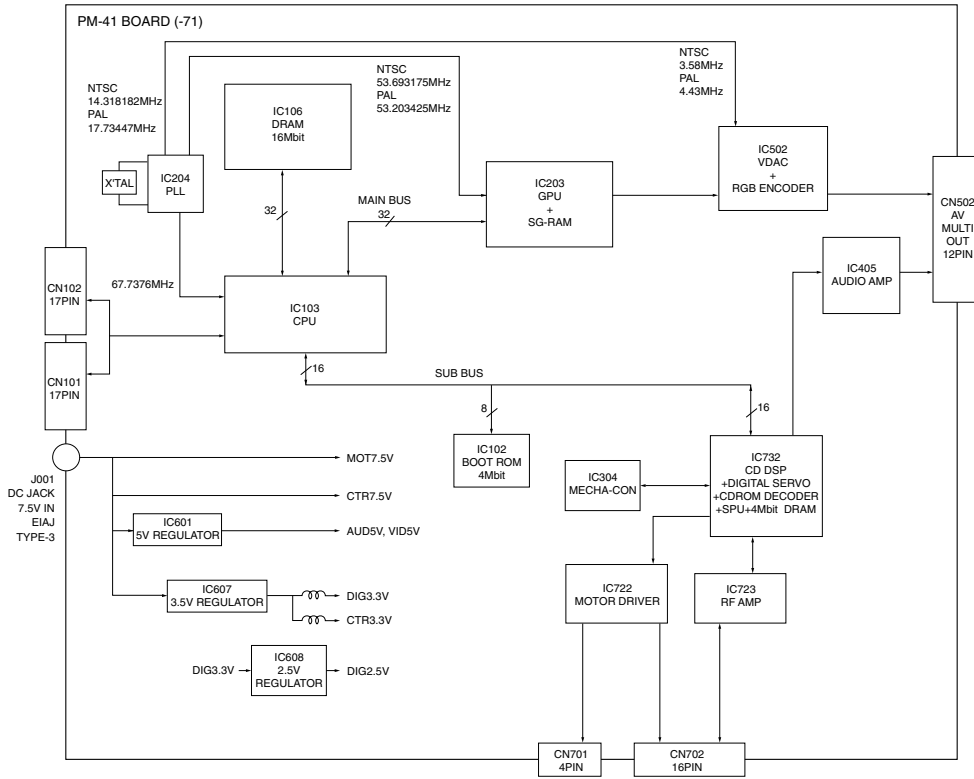 PM-41 BOARD (-71)
NTSC
14.318182MHz
PAL
17.73447MHz
NTSC
53.693175MHz
PAL
53.203425MHz
NTSC
3.58MHz
PAL
4.43MHz
IC106
DRAM
16Mbit
X'TAL
IC204
PLL
IC203
GPU
+
SG-RAM
IC502
VDAC
+
RGB ENCODER
CN502
AV
MULTI
OUT
12PIN
MAIN BUS
32
32
IC405
AUDIO AMP
CN102
17PIN
67.7376MHz
IC103
CPU
CN101
17PIN
16
SUB BUS
8
16
IC102
BOOT ROM
4Mbit
IC304
MECHA-CON
IC732
CD DSP
+DIGITAL SERVO
+CDROM DECODER
+SPU+4Mbit DRAM
J001
DC JACK
7.5V IN
EIAJ
TYPE-3
MOT7.5V
CTR7.5V
IC601
5V REGULATOR
AUD5V, VID5V
IC607
3.5V REGULATOR
DIG3.3V
CTR3.3V
DIG3.3V
IC608
2.5V
REGULATOR
DIG2.5V
IC722
MOTOR DRIVER
IC723
RF AMP
CN701
4PIN
CN702
16PIN